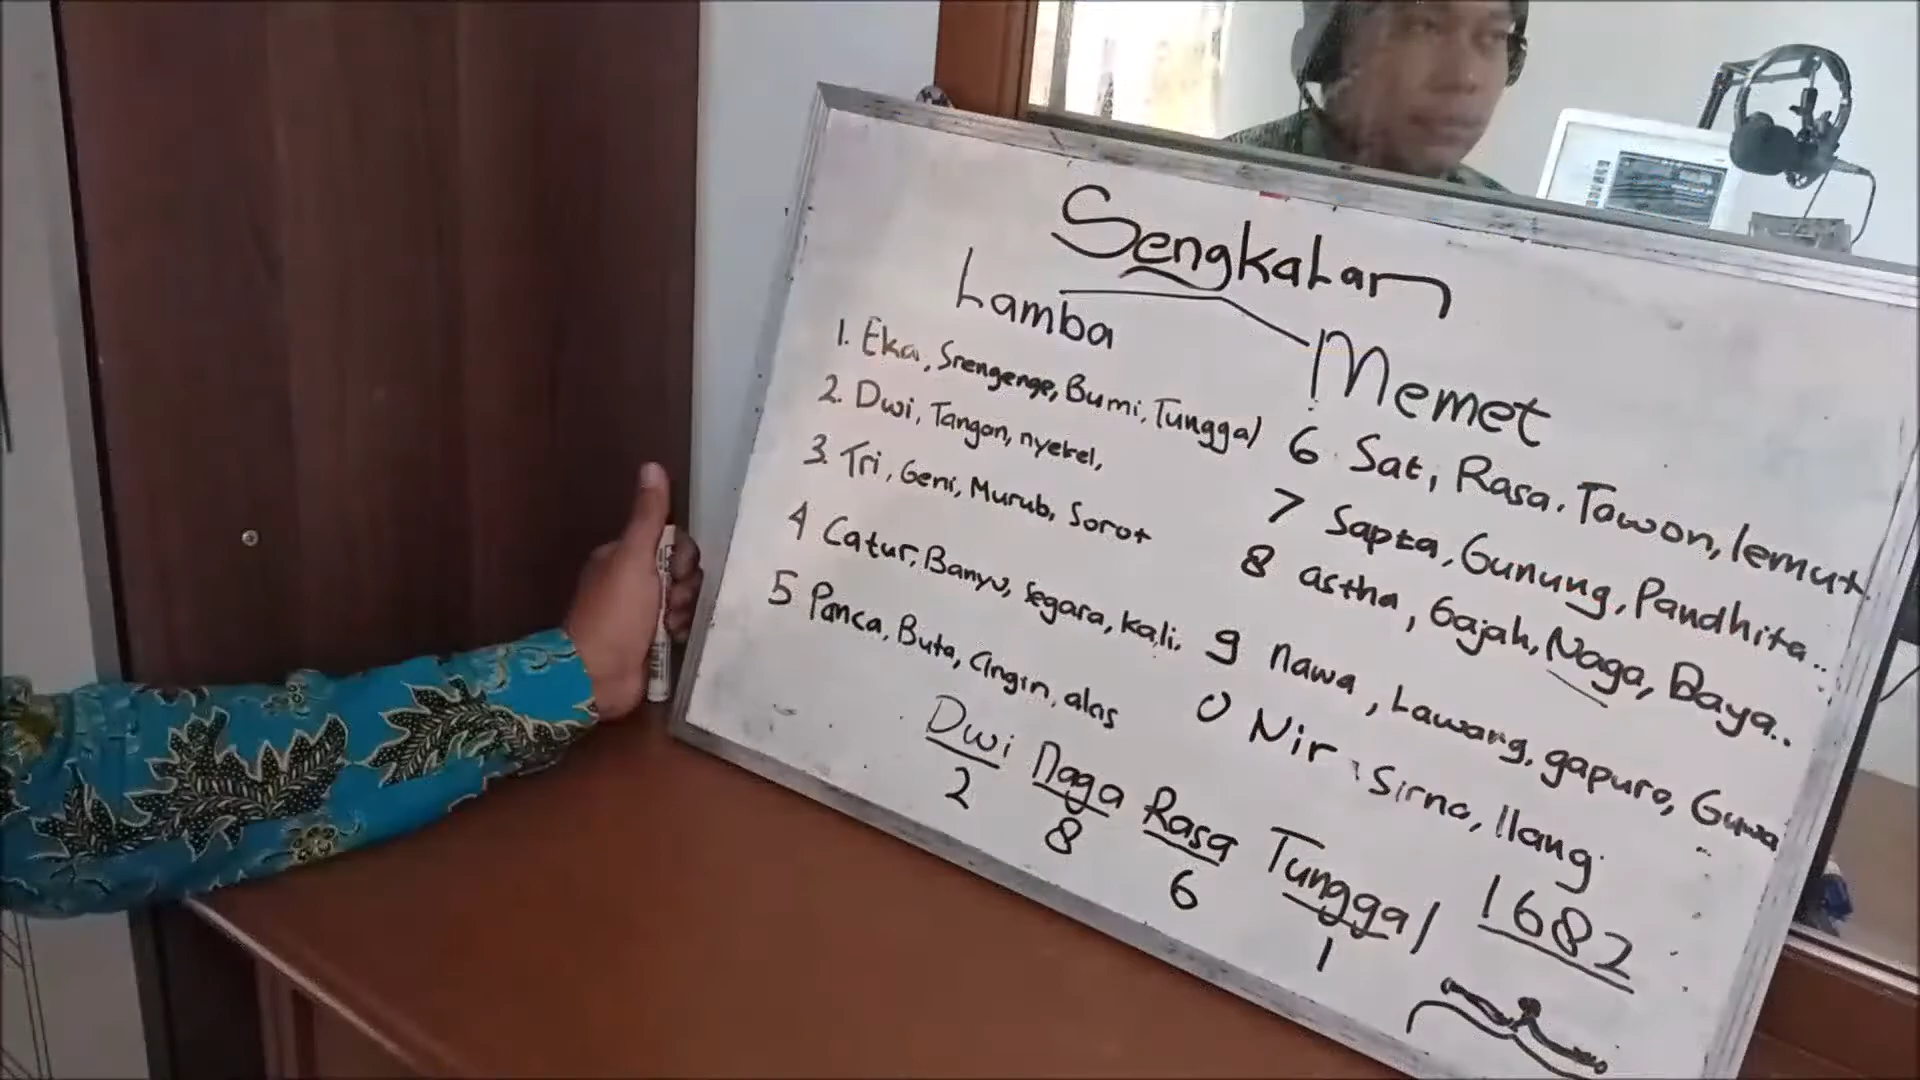 Sengkalan
Lamba
Memet
1. Eka, Srengenge, Bumi, Tunggal
2. Dwi, Tangan, nyekel,
3. Tri, Geni, Murub, Sorot
4 Catur, Banyu, Segara, Kali,
5 Panca, Buta, Angin, alas
6 Sat, Rasa, Tawon, lemut
7 Sapta, Gunung, Pandhita..
8 astha, Gajah, Naga, Baya..
9 nawa, Lawang, gapuro, Guwa
0 Nir, Sirna, Ilang
Dwi Naga Rasa Tunggal 1682
2 8 6 1